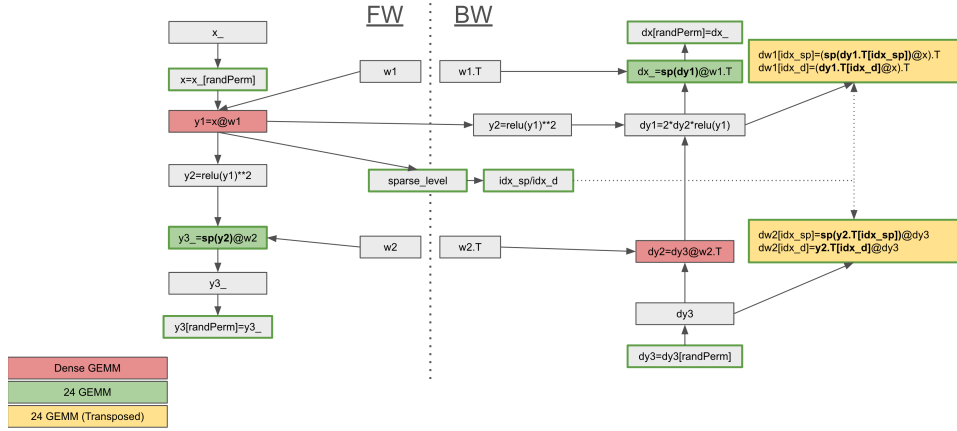 FW
BW
x_
x=x_[randPerm]
w1
y1=x@w1
y2=relu(y1)**2
sparse_level
idx_sp/idx_d
y3_=sp(y2)@w2
w2
y3_
y3[randPerm]=y3_
dx[randPerm]=dx_
w1.T
dx_=sp(dy1)@w1.T
dw1[idx_sp]=(sp(dy1.T[idx_sp])@x).T
dw1[idx_d]=(dy1.T[idx_d]@x).T
y2=relu(y1)**2
dy1=2*dy2*relu(y1)
w2.T
dy2=dy3@w2.T
dw2[idx_sp]=sp(y2.T[idx_sp])@dy3
dw2[idx_d]=y2.T[idx_d]@dy3
dy3
dy3=dy3[randPerm]
Dense GEMM
24 GEMM
24 GEMM (Transposed)